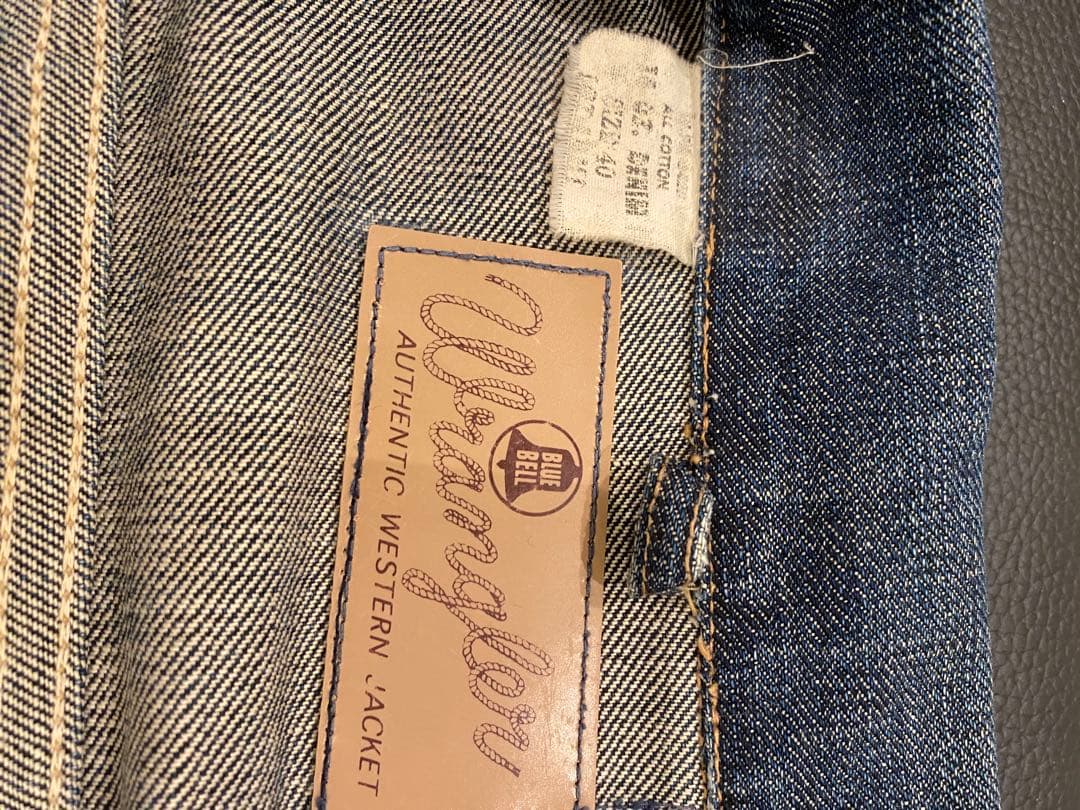 ALL COTTON
SIZE 40
Wrangler
BLUE
BELL
AUTHENTIC WESTERN JACKET